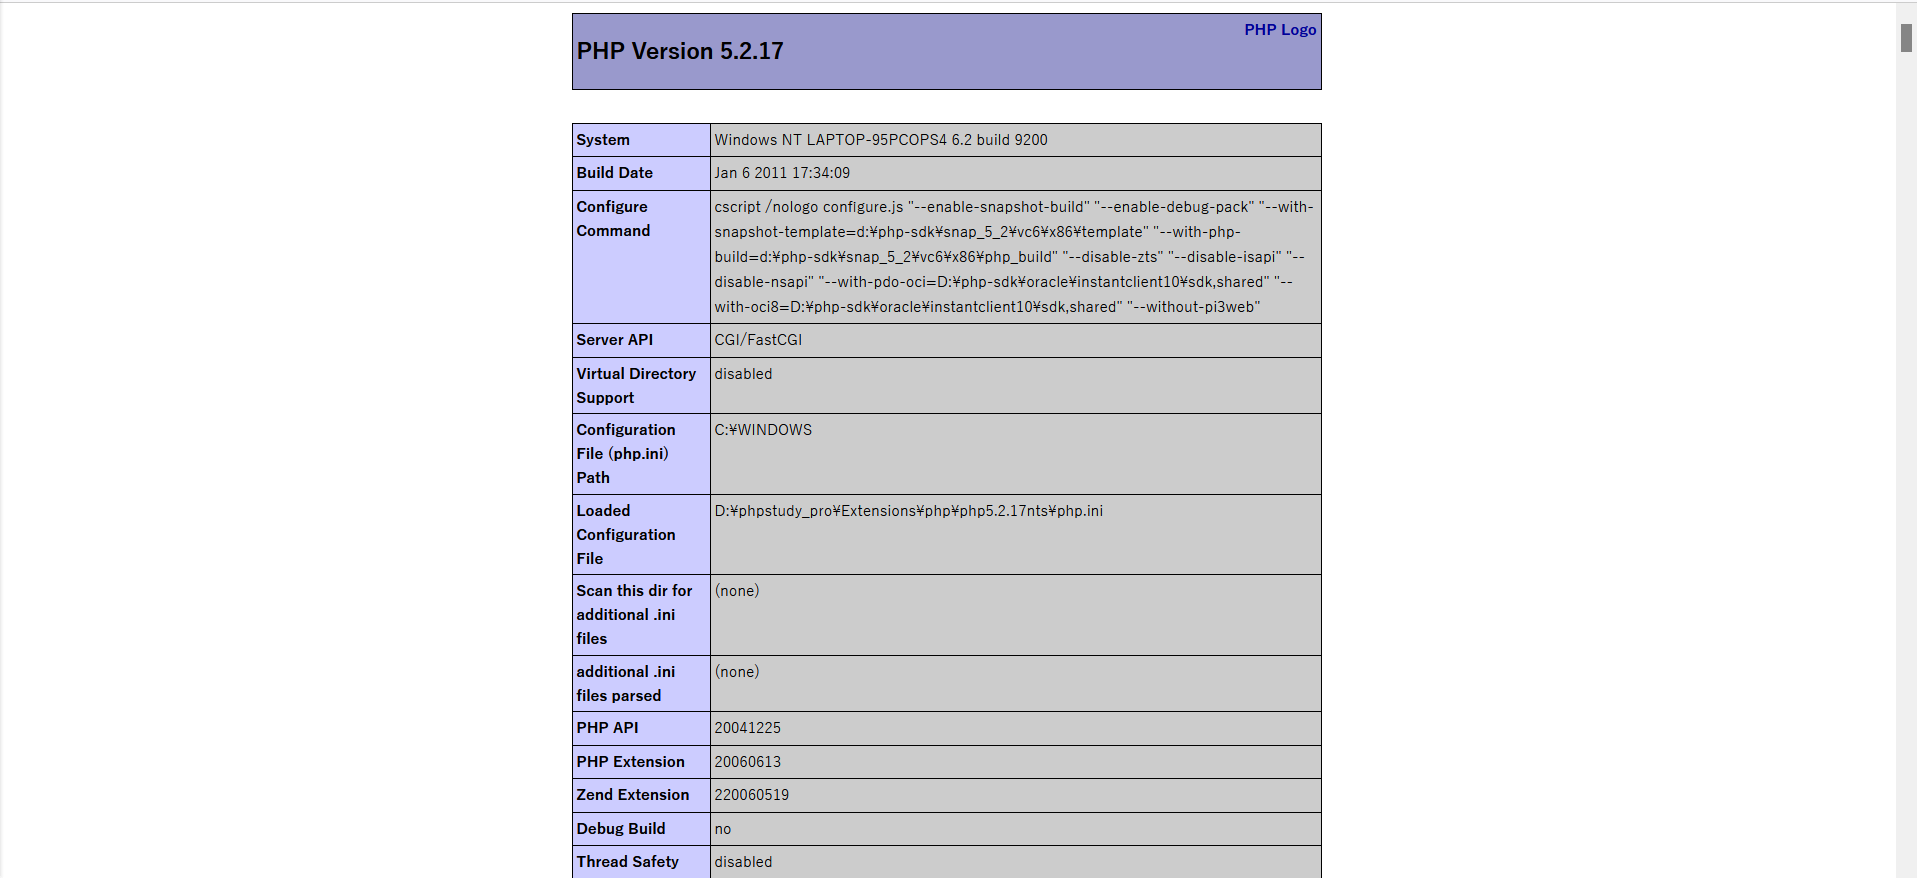 PHP Logo
PHP Version 5.2.17
System
Windows NT LAPTOP-95PCOPS4 6.2 build 9200
Build Date
Jan 6 2011 17:34:09
Configure
Command
cscript /nologo configure.js "--enable-snapshot-build" "--enable-debug-pack" "--with-
snapshot-template=d:¥php-sdk¥snap_5_2¥vc6¥x86¥template" "--with-php-
build=d:¥php-sdk¥snap_5_2¥vc6¥x86¥php_build" "--disable-zts" "--disable-isapi" "--
disable-nsapi" "--with-pdo-oci=D:¥php-sdk¥oracle¥instantclient10¥sdk,shared" "--
with-oci8=D:¥php-sdk¥oracle¥instantclient10¥sdk,shared" "--without-pi3web"
Server API
CGI/FastCGI
Virtual Directory
Support
disabled
Configuration
File (php.ini)
Path
C:¥WINDOWS
Loaded
Configuration
File
D:¥phpstudy_pro¥Extensions¥php¥php5.2.17nts¥php.ini
Scan this dir for
additional .ini
files
(none)
additional .ini
files parsed
(none)
PHP API
20041225
PHP Extension
20060613
Zend Extension
220060519
Debug Build
no
Thread Safety
disabled